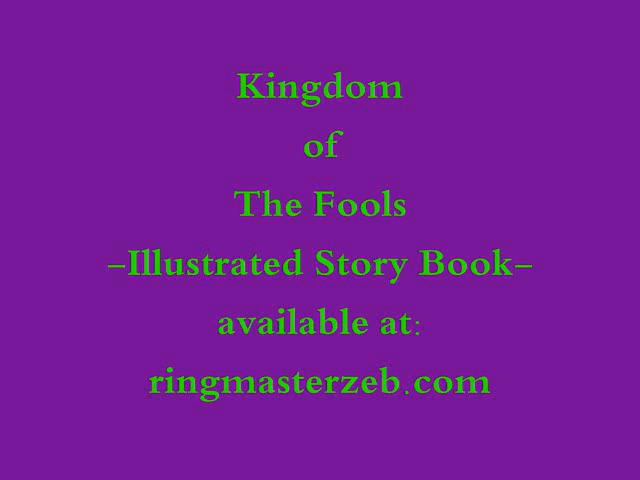 Kingdom
of
The Fools
-Illustrated Story Book-
available at:
ringmasterzeb.com